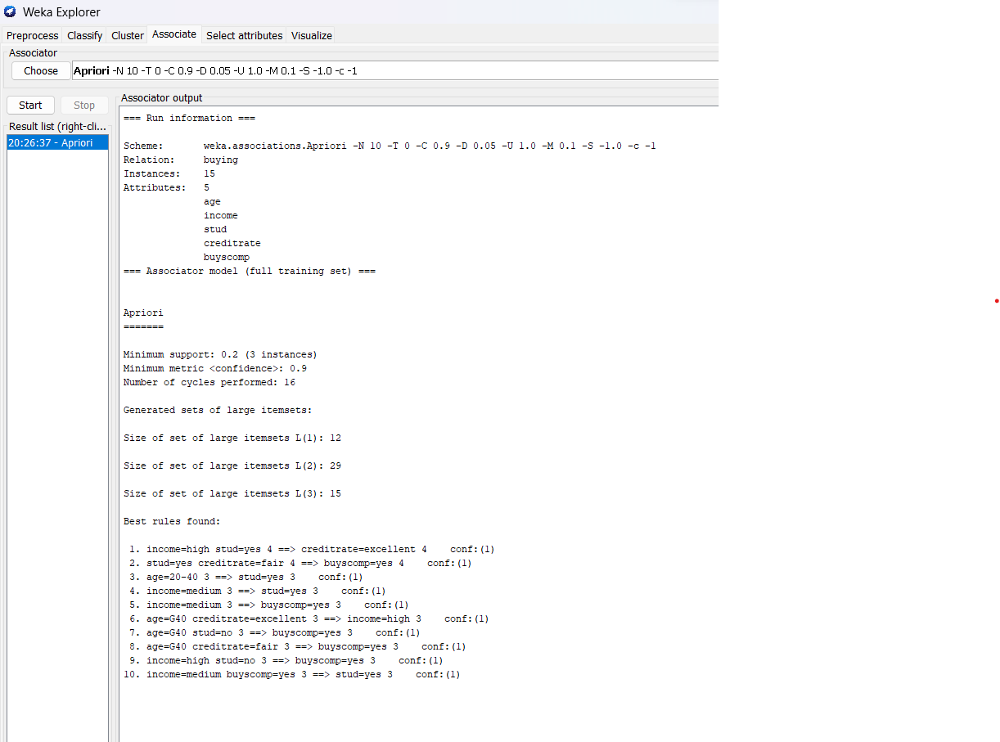 Weka Explorer
Preprocess Classify Cluster Associate Select attributes Visualize
Associator
Choose Apriori -N 10 -T 0 -C 0.9 -D 0.05 -U 1.0 -M 0.1 -S -1.0 -c -1
Start Stop
Associator output
Result list (right-cli...
20:26:37 - Apriori
=== Run information ===
Scheme: weka.associations.Apriori -N 10 -T 0 -C 0.9 -D 0.05 -U 1.0 -M 0.1 -S -1.0 -c -1
Relation: buying
Instances: 15
Attributes: 5
age
income
stud
creditrate
buyscomp
=== Associator model (full training set) ===
Apriori
=======
Minimum support: 0.2 (3 instances)
Minimum metric <confidence>: 0.9
Number of cycles performed: 16
Generated sets of large itemsets:
Size of set of large itemsets L(1): 12
Size of set of large itemsets L(2): 29
Size of set of large itemsets L(3): 15
Best rules found:
1. income=high stud=yes 4 ==> creditrate=excellent 4 conf:(1)
2. stud=yes creditrate=fair 4 ==> buyscomp=yes 4 conf:(1)
3. age=20-40 3 ==> stud=yes 3 conf:(1)
4. income=medium 3 ==> stud=yes 3 conf:(1)
5. income=medium 3 ==> buyscomp=yes 3 conf:(1)
6. age=G40 creditrate=excellent 3 ==> income=high 3 conf:(1)
7. age=G40 stud=no 3 ==> buyscomp=yes 3 conf:(1)
8. age=G40 creditrate=fair 3 ==> buyscomp=yes 3 conf:(1)
9. income=high stud=no 3 ==> buyscomp=yes 3 conf:(1)
10. income=medium buyscomp=yes 3 ==> stud=yes 3 conf:(1)